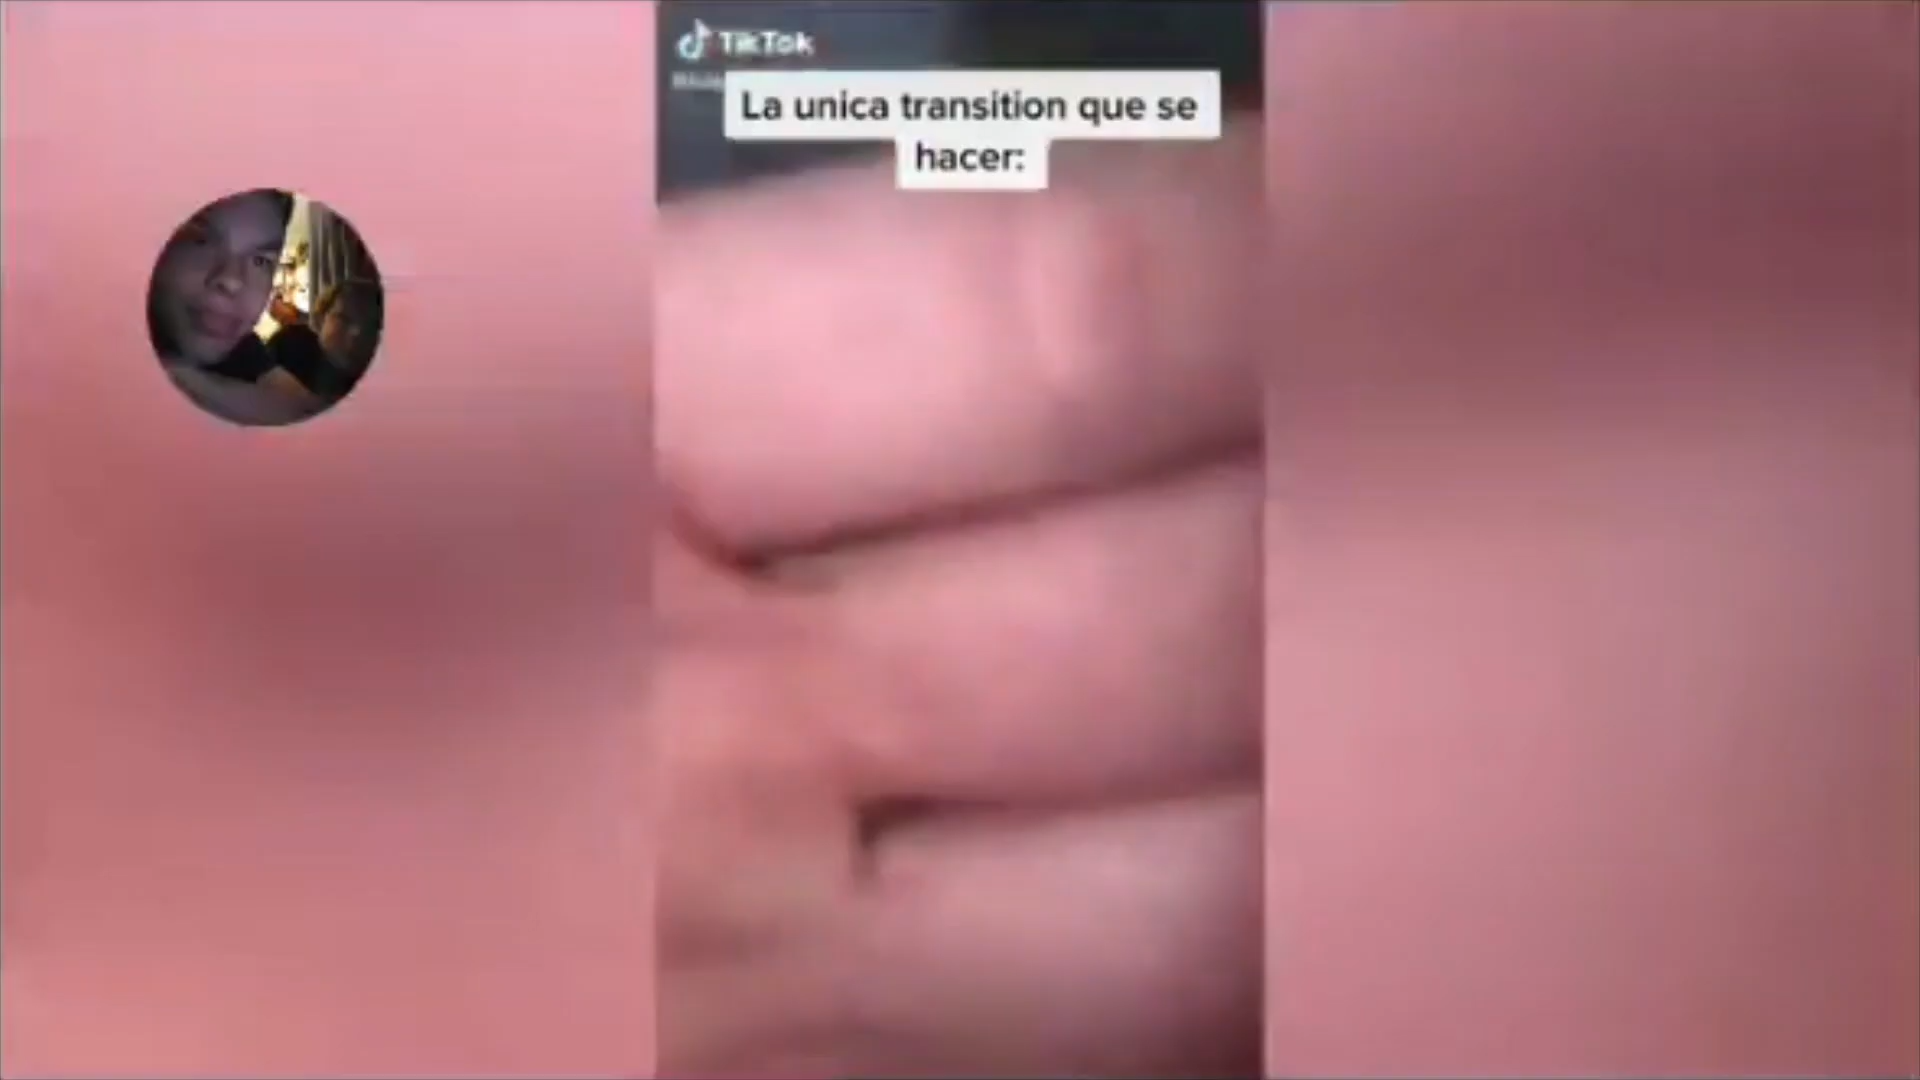 TikTok
La unica transition que se
hacer: